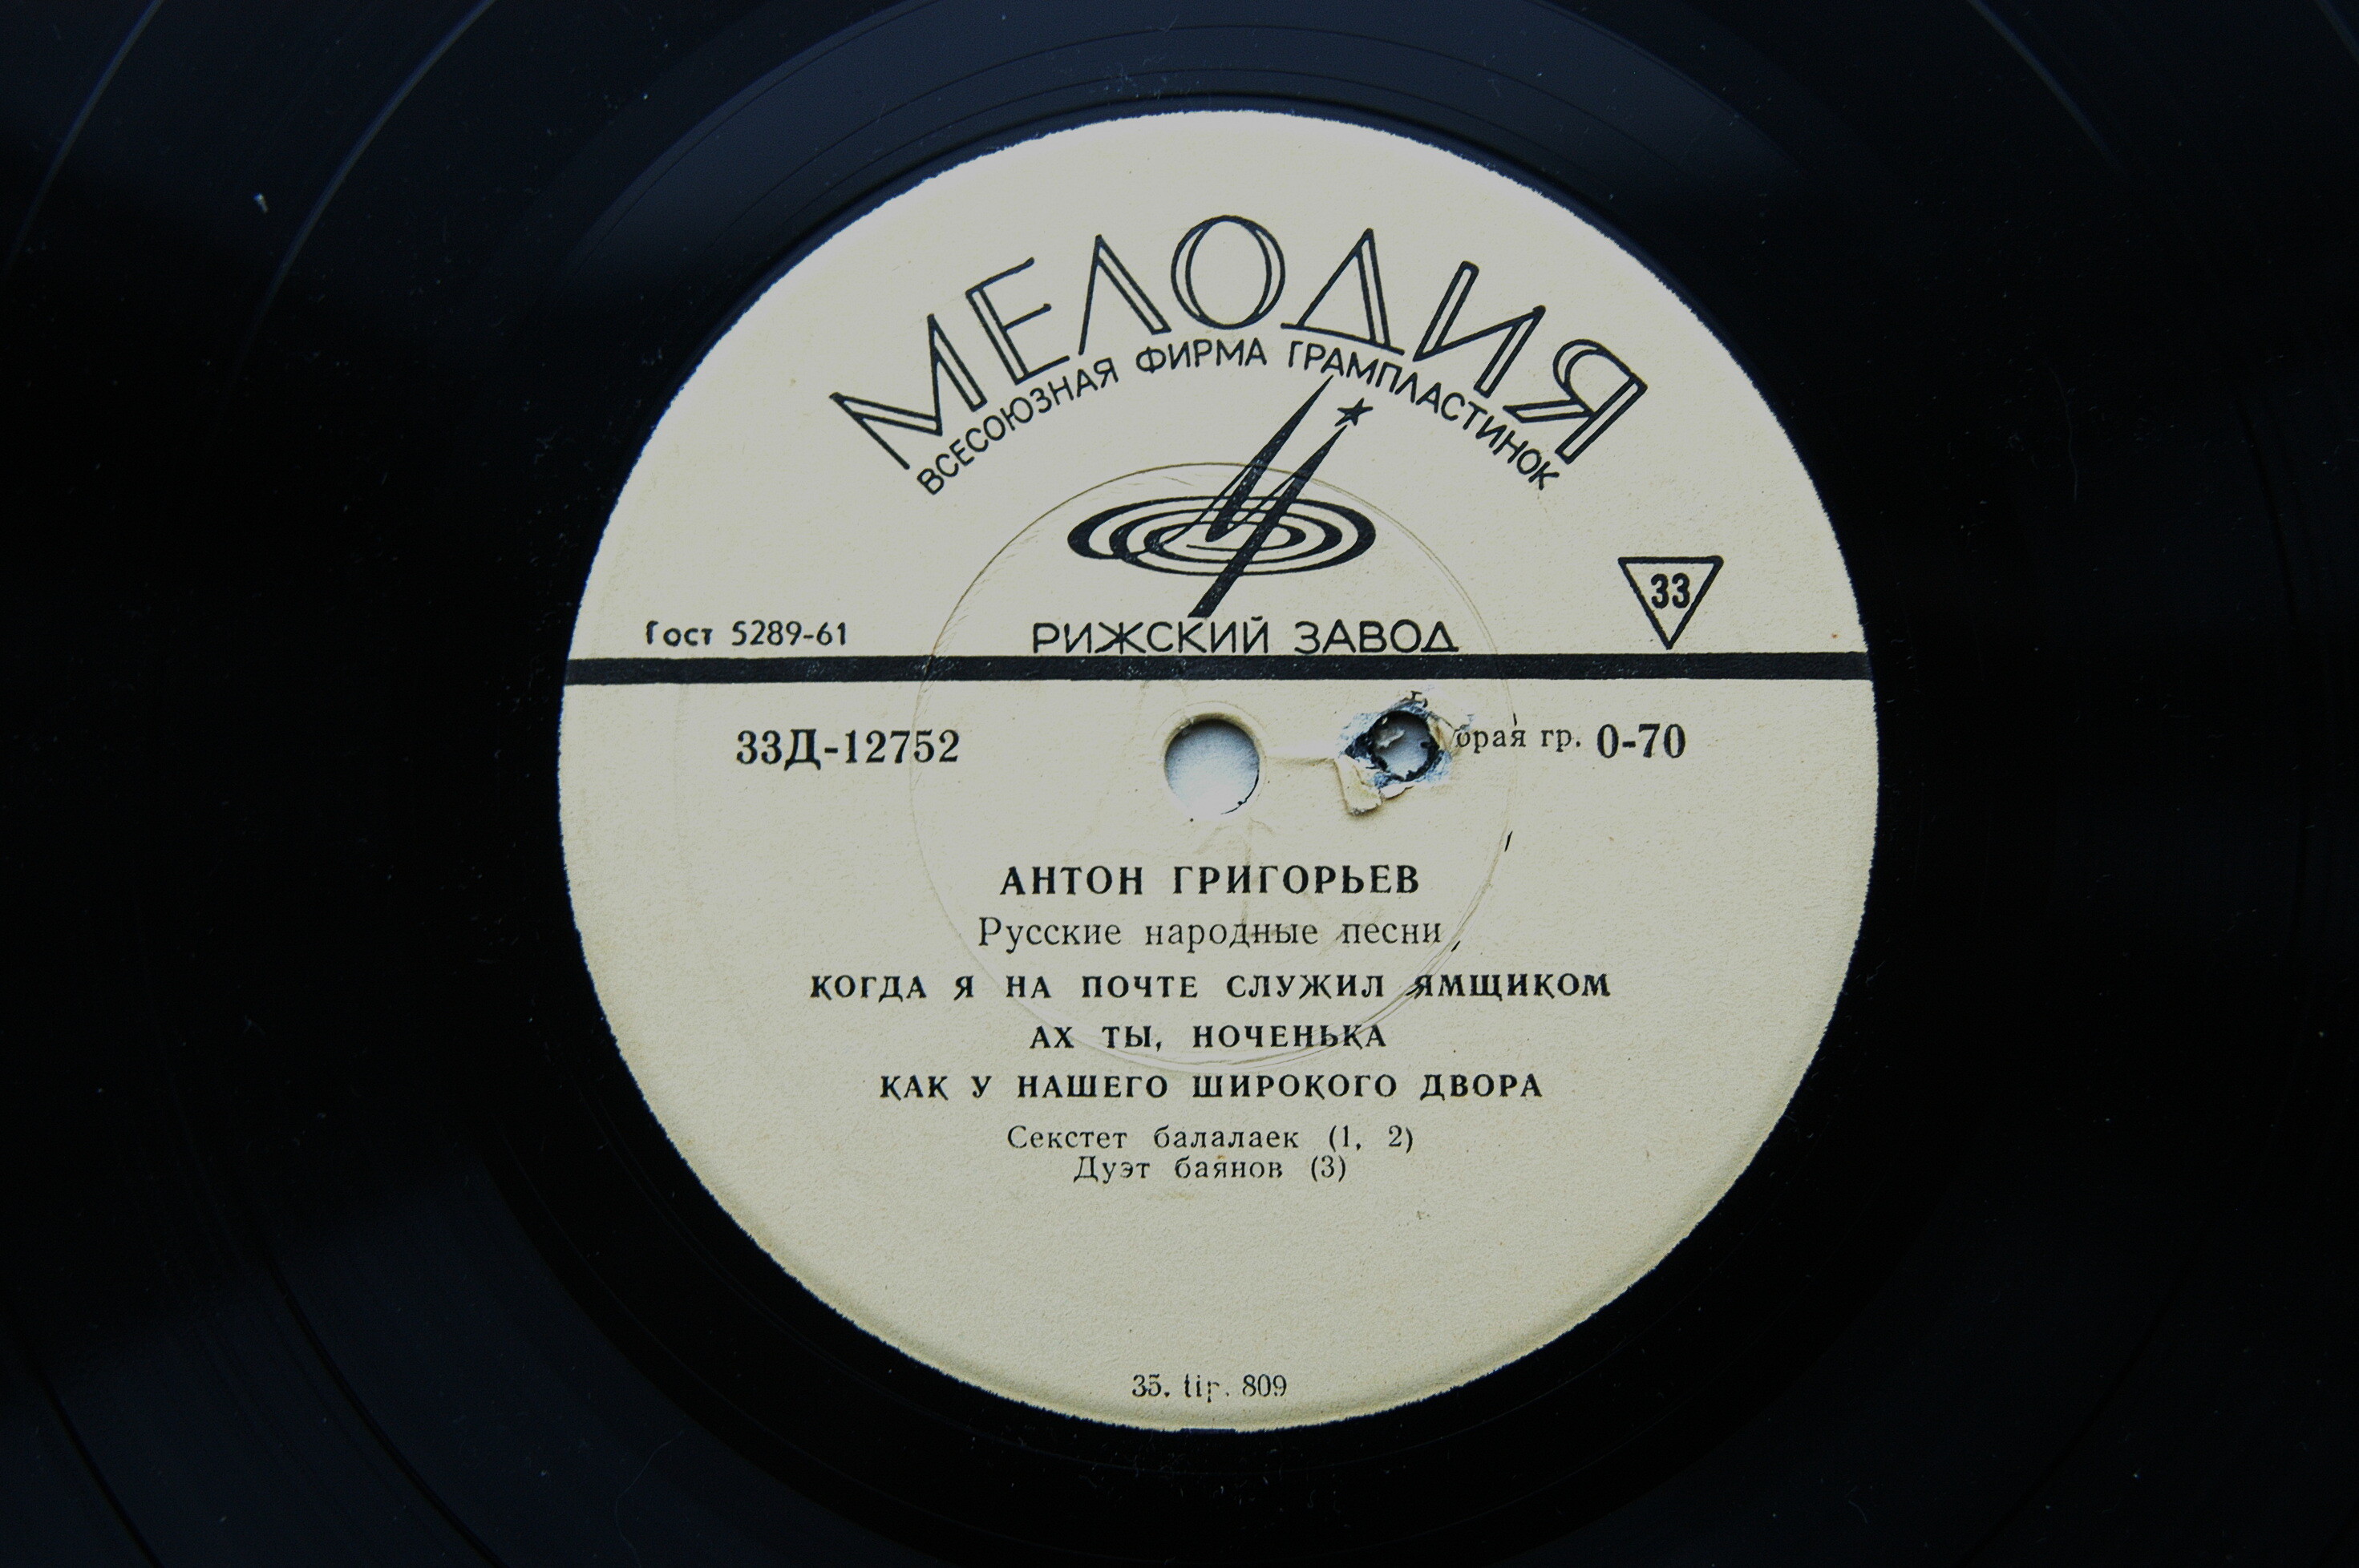 МЕЛОДИЯ
ВСЕСОЮЗНАЯ ФИРМА ГРАМПЛАСТИНОК
33
Гост 5289-61
РИЖСКИЙ ЗАВОД
33Д-12752
гр. 0-70
АНТОН ГРИГОРЬЕВ
Русские народные песни
КОГДА Я НА ПОЧТЕ СЛУЖИЛ ЯМЩИКОМ
АХ ТЫ, НОЧЕНЬКА
КАК У НАШЕГО ШИРОКОГО ДВОРА
Секстет балалаек (1, 2)
Дуэт баянов (3)
35. tip. 809